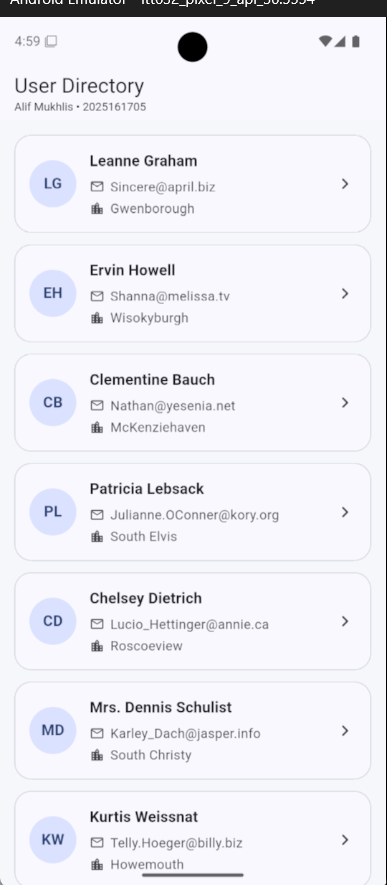 4:59
User Directory
Alif Mukhlis • 2025161705
LG
Leanne Graham
Sincere@april.biz
Gwenborough
EH
Ervin Howell
Shanna@melissa.tv
Wisokyburgh
CB
Clementine Bauch
Nathan@yesenia.net
McKenziehaven
PL
Patricia Lebsack
Julianne.OConner@kory.org
South Elvis
CD
Chelsey Dietrich
Lucio_Hettinger@annie.ca
Roscoeview
MD
Mrs. Dennis Schulist
Karley_Dach@jasper.info
South Christy
KW
Kurtis Weissnat
Telly.Hoeger@billy.biz
Howemouth